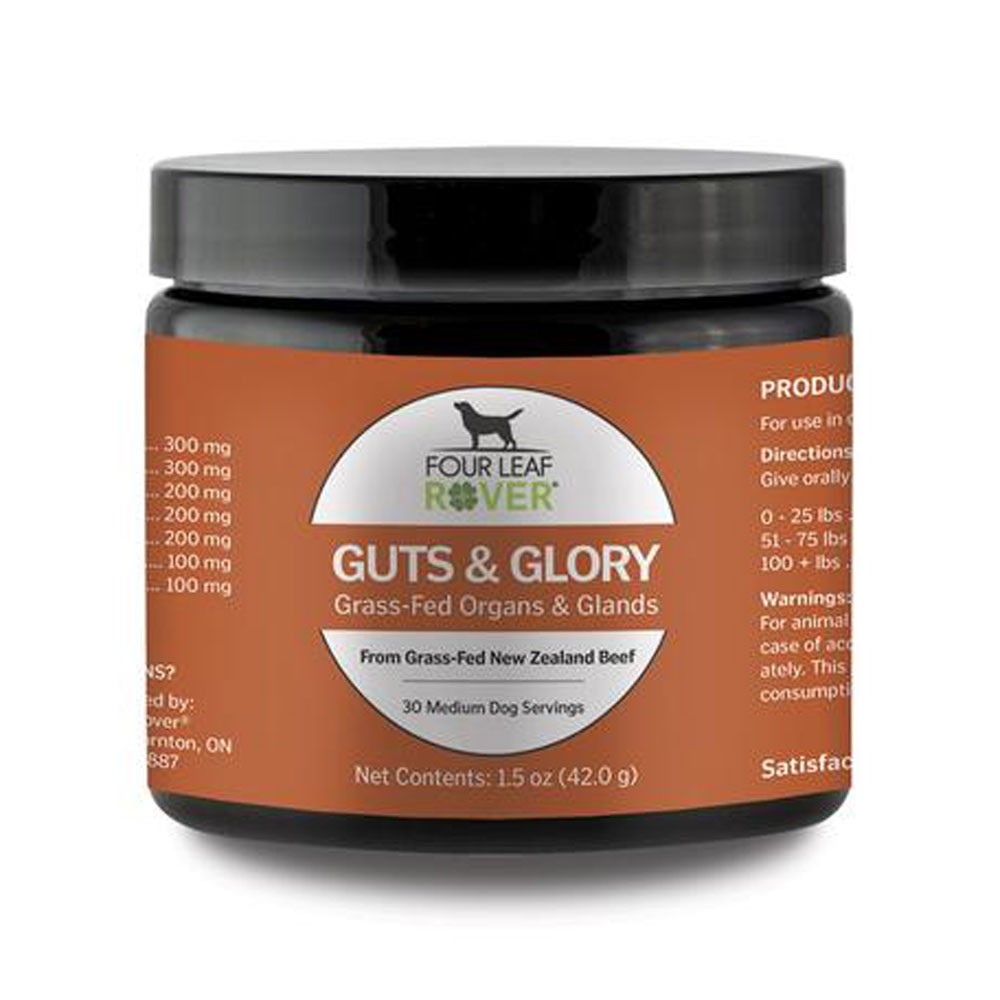 ... 300 mg
... 300 mg
... 200 mg
... 200 mg
... 200 mg
... 100 mg
... 100 mg
NS?
ed by:
over®
rnton, ON
887
FOUR LEAF
ROVER®
GUTS & GLORY
Grass-Fed Organs & Glands
From Grass-Fed New Zealand Beef
30 Medium Dog Servings
Net Contents: 1.5 oz (42.0 g)
PRODUC
For use in
Directions
Give orally
0 - 25 lbs .
51 - 75 lbs
100 + lbs .
Warnings:
For animal
case of acc
ately. This
consumpti
Satisfac